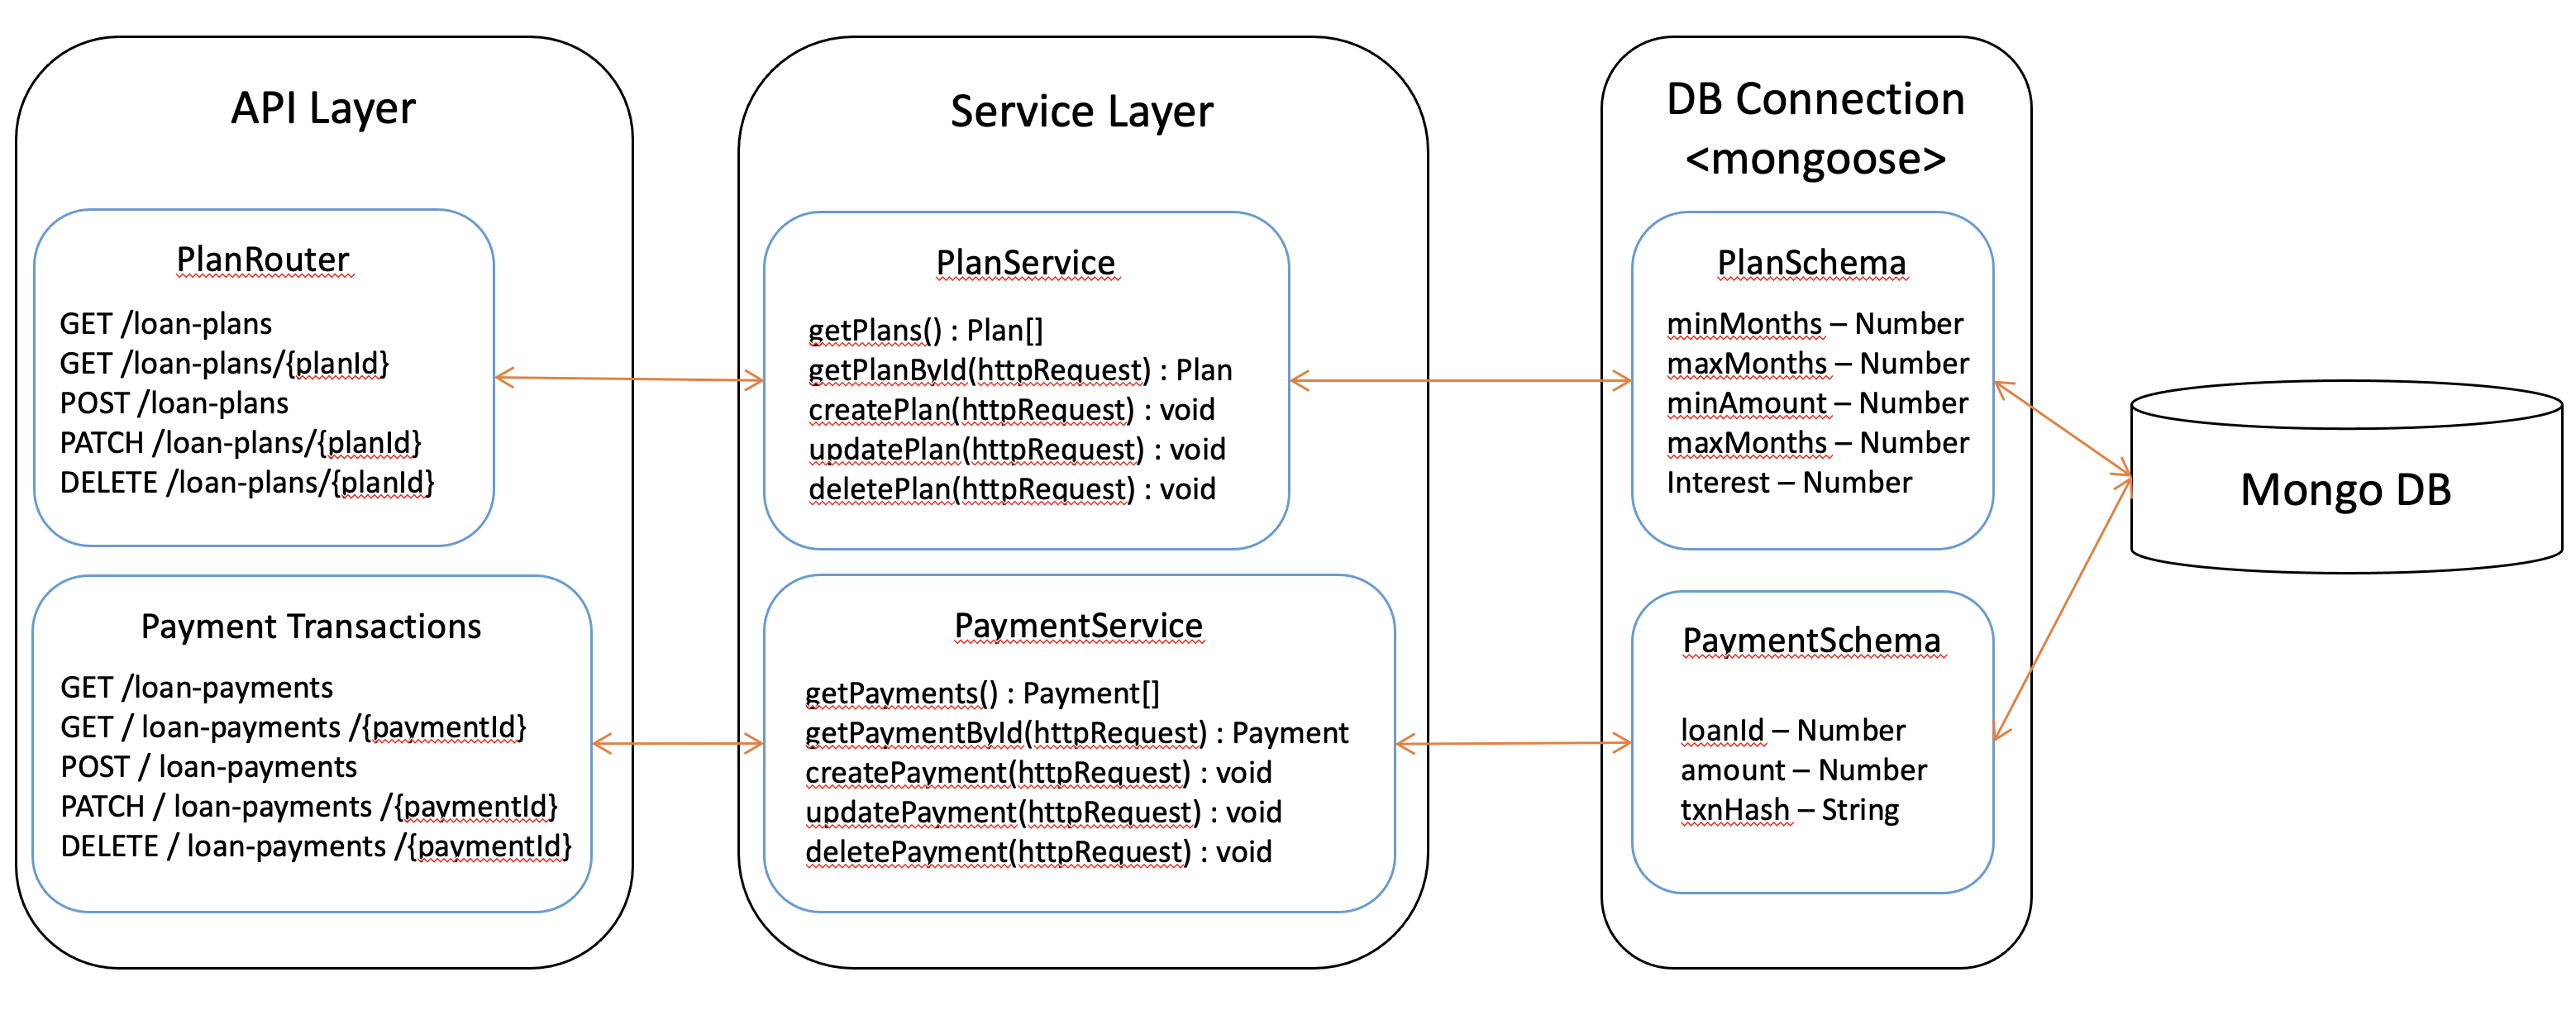 API Layer
PlanRouter
GET /loan-plans
GET /loan-plans/{planId}
POST /loan-plans
PATCH /loan-plans/{planId}
DELETE /loan-plans/{planId}
Payment Transactions
GET /loan-payments
GET / loan-payments /{paymentId}
POST / loan-payments
PATCH / loan-payments /{paymentId}
DELETE / loan-payments /{paymentId}
Service Layer
PlanService
getPlans() : Plan[]
getPlanById(httpRequest) : Plan
createPlan(httpRequest) : void
updatePlan(httpRequest) : void
deletePlan(httpRequest) : void
PaymentService
getPayments() : Payment[]
getPaymentById(httpRequest) : Payment
createPayment(httpRequest) : void
updatePayment(httpRequest) : void
deletePayment(httpRequest) : void
DB Connection
<mongoose>
PlanSchema
minMonths – Number
maxMonths – Number
minAmount – Number
maxMonths – Number
Interest – Number
PaymentSchema
loanId – Number
amount – Number
txnHash – String
Mongo DB